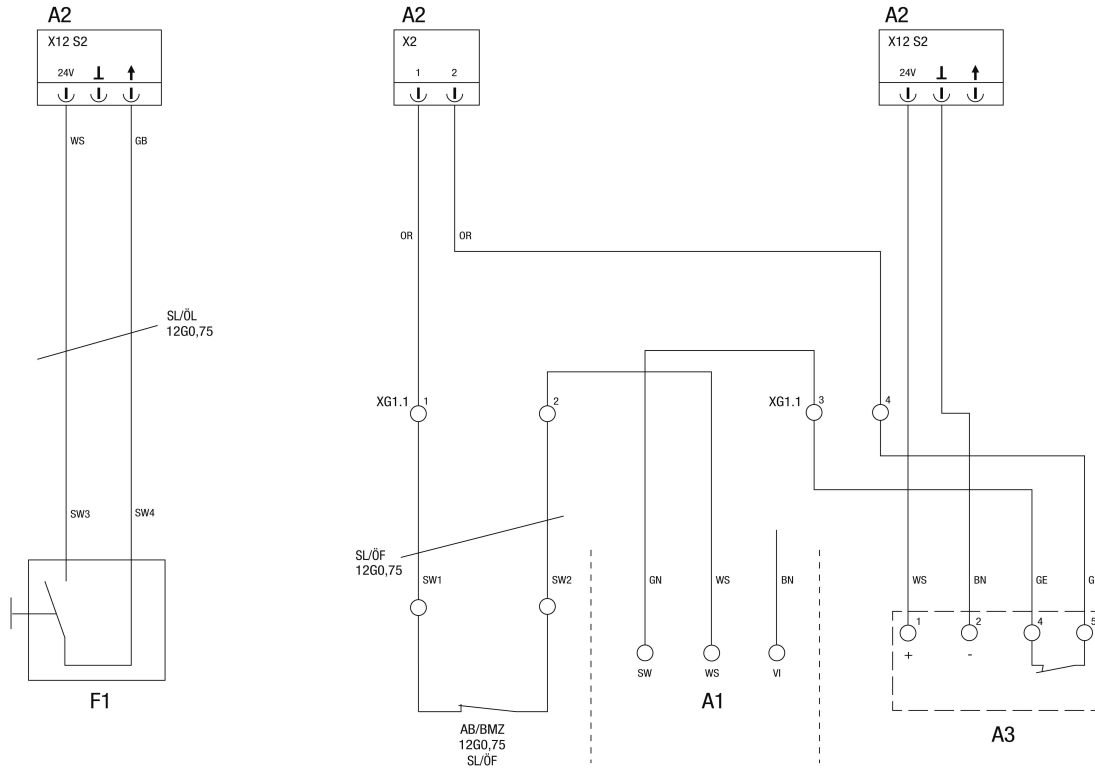 A2
X12 S2
24V
WS
GB
SL/ÖL
12G0,75
SW3
SW4
F1
A2
X2
1
2
OR
OR
XG1.1
1
2
SL/ÖF
12G0,75
SW1
SW2
AB/BMZ
12G0,75
SL/ÖF
GN
WS
BN
SW
WS
VI
A1
XG1.1
3
4
A2
X12 S2
24V
WS
BN
GE
1
2
4
5
+
-
A3